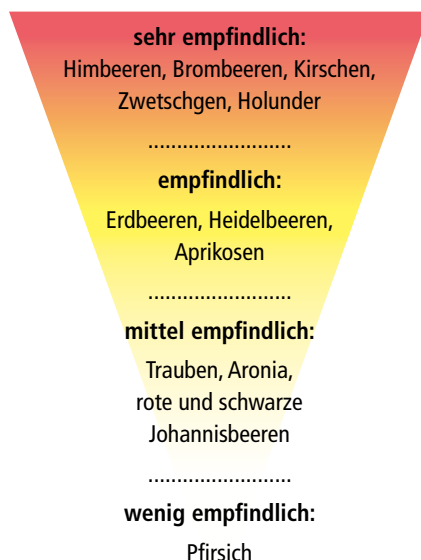 sehr empfindlich:
Himbeeren, Brombeeren, Kirschen,
Zwetschgen, Holunder
.........................
empfindlich:
Erdbeeren, Heidelbeeren,
Aprikosen
.........................
mittel empfindlich:
Trauben, Aronia,
rote und schwarze
Johannisbeeren
.........................
wenig empfindlich:
Pfirsich